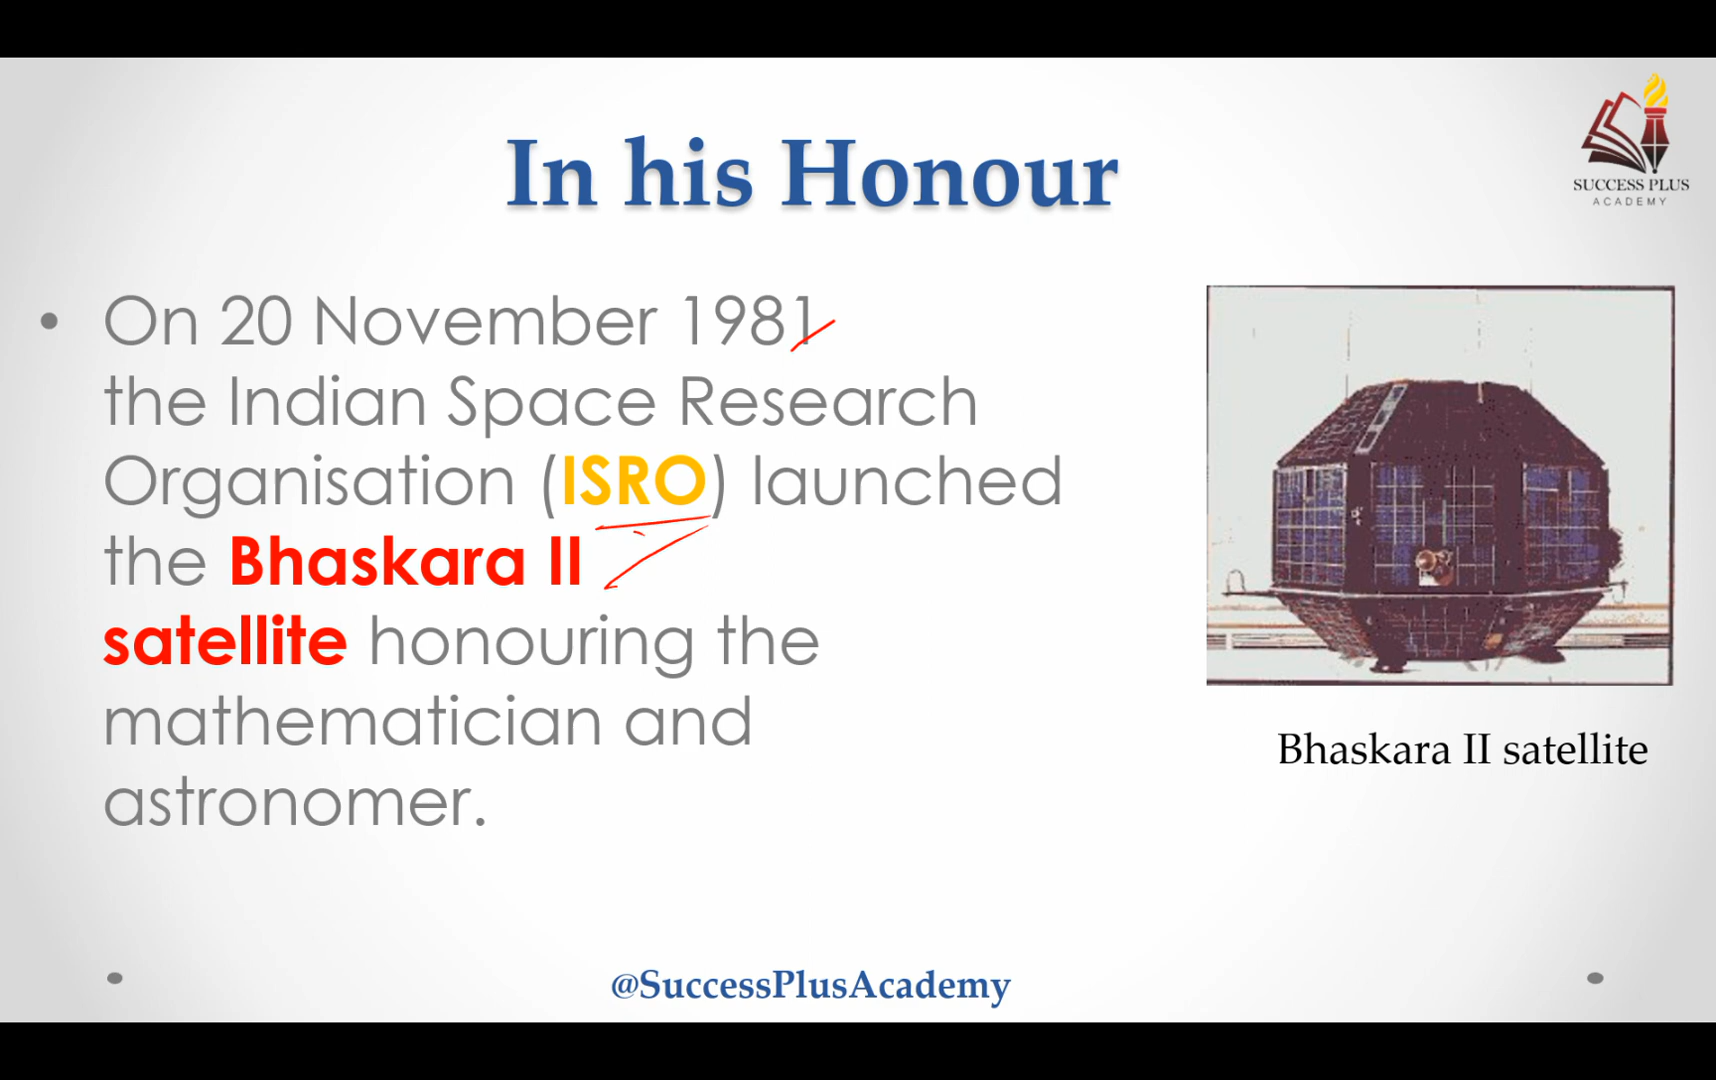 SUCCESS PLUS
ACADEMY
In his Honour
• On 20 November 1981
the Indian Space Research
Organisation (ISRO) launched
the Bhaskara II
satellite honouring the
mathematician and
astronomer.
Bhaskara II satellite
@SuccessPlusAcademy